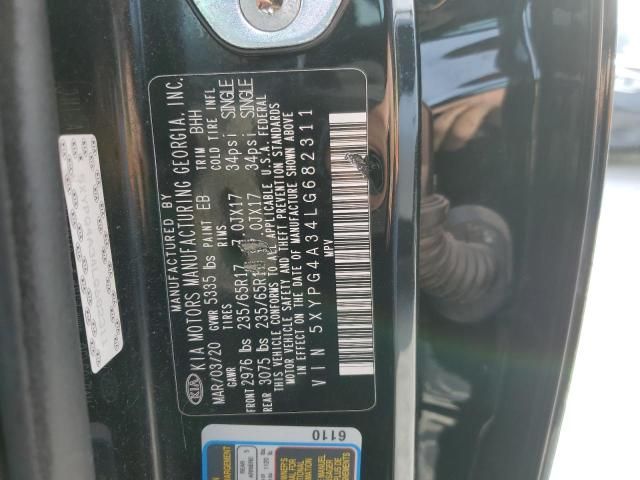 KIA
MANUFACTURED BY
KIA MOTORS MANUFACTURING GEORGIA, INC.
MAR/03/20 GVWR 5335 lbs PAINT EB TRIM BHH
GAWR TIRES RIMS COLD TIRE INFL
FRONT 2976 lbs 235/65R17 7.0JX17 34psi SINGLE
REAR 3075 lbs 235/65R1 0JX17 34psi SINGLE
THIS VEHICLE CONFORMS TO ALL APPLICABLE U.S.A. FEDERAL
MOTOR VEHICLE SAFETY AND THEFT PREVENTION STANDARDS
IN EFFECT ON THE DATE OF MANUFACTURE SHOWN ABOVE
VIN 5XYPG4A34LG682311
MPV
6110